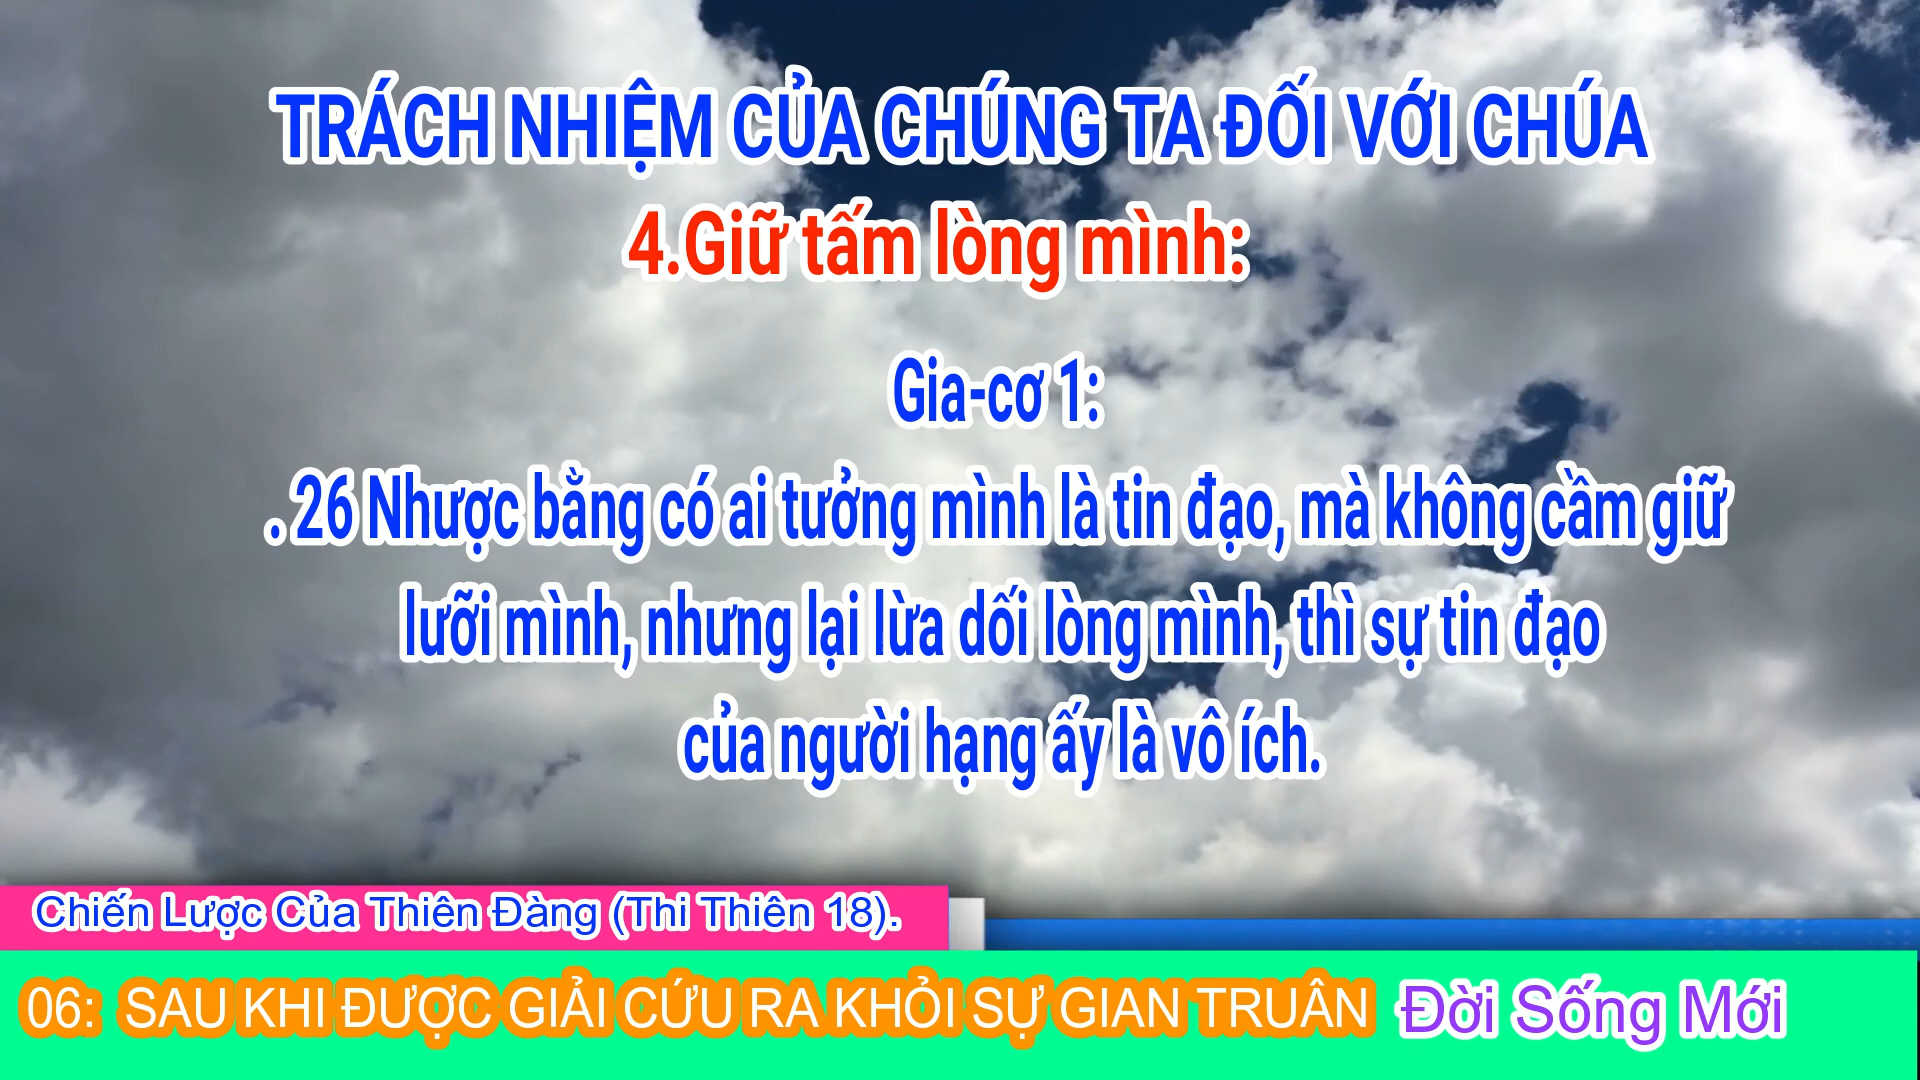 TRÁCH NHIỆM CỦA CHÚNG TA ĐỐI VỚI CHÚA
4.Giữ tấm lòng mình:
Gia-cơ 1:
. 26 Nhược bằng có ai tưởng mình là tin đạo, mà không cầm giữ
lưỡi mình, nhưng lại lừa dối lòng mình, thì sự tin đạo
của người hạng ấy là vô ích.
Chiến Lược Của Thiên Đàng (Thi Thiên 18).
06: SAU KHI ĐƯỢC GIẢI CỨU RA KHỎI SỰ GIAN TRUÂN Đời Sống Mới